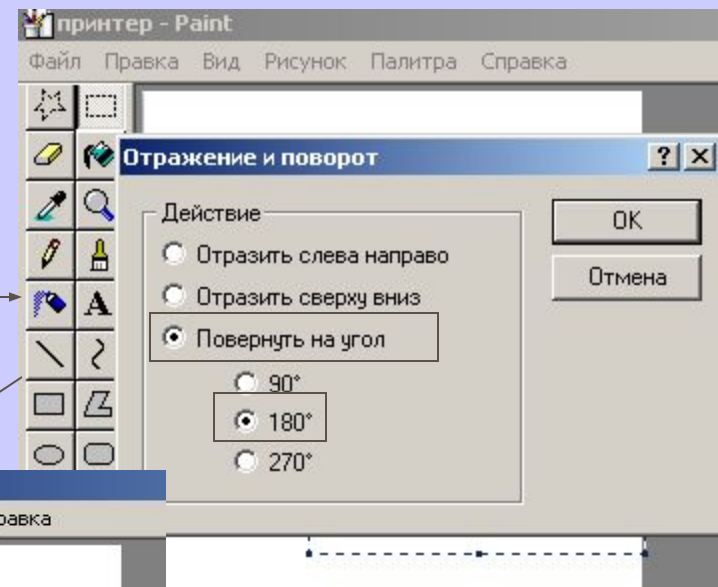 принтер - Paint
Файл Правка Вид Рисунок Палитра Справка
Отражение и поворот
Действие
Отразить слева направо
Отразить сверху вниз
Повернуть на угол
90°
180°
270°
OK
Отмена
A
равка